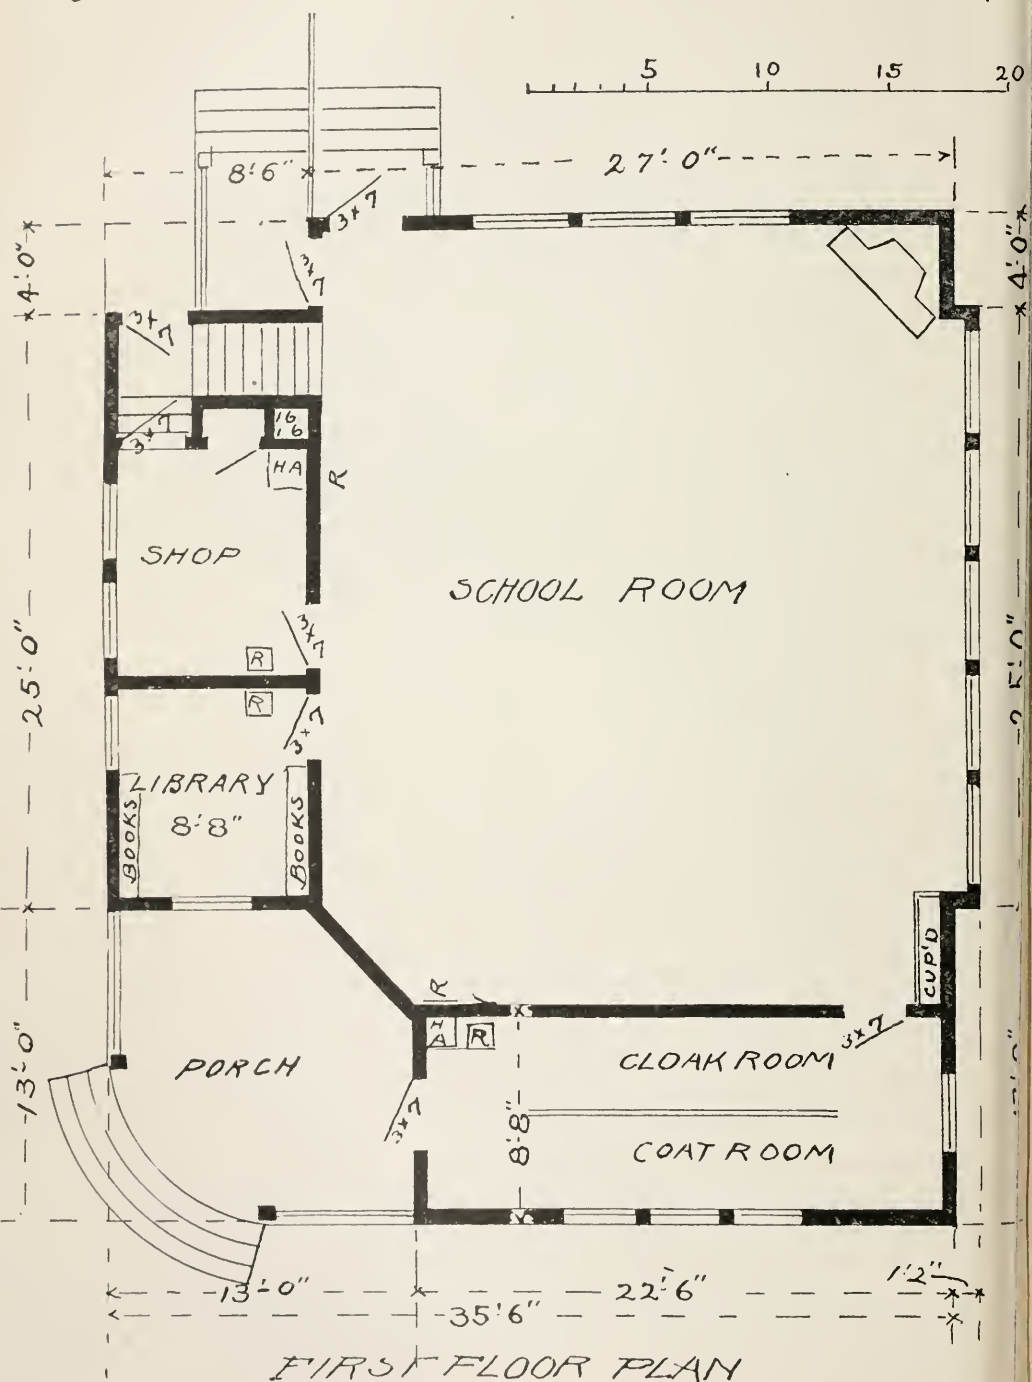 5 10 15 20
8'-6" 27'-0"
3x7
4'-0" 3x7 4'-0"
3x7
3x7
16
16
HA
R
SHOP
SCHOOL ROOM
3x7
25'-0"
R
R
3x7
LIBRARY
8'-8"
BOOKS BOOKS
CUP'D
R
HA R
3x7
CLOAK ROOM
PORCH
13'-0"
3x7
8'-8"
COAT ROOM
13'-0" 22'-6" 1'-2"
35'-6"
FIRST FLOOR PLAN